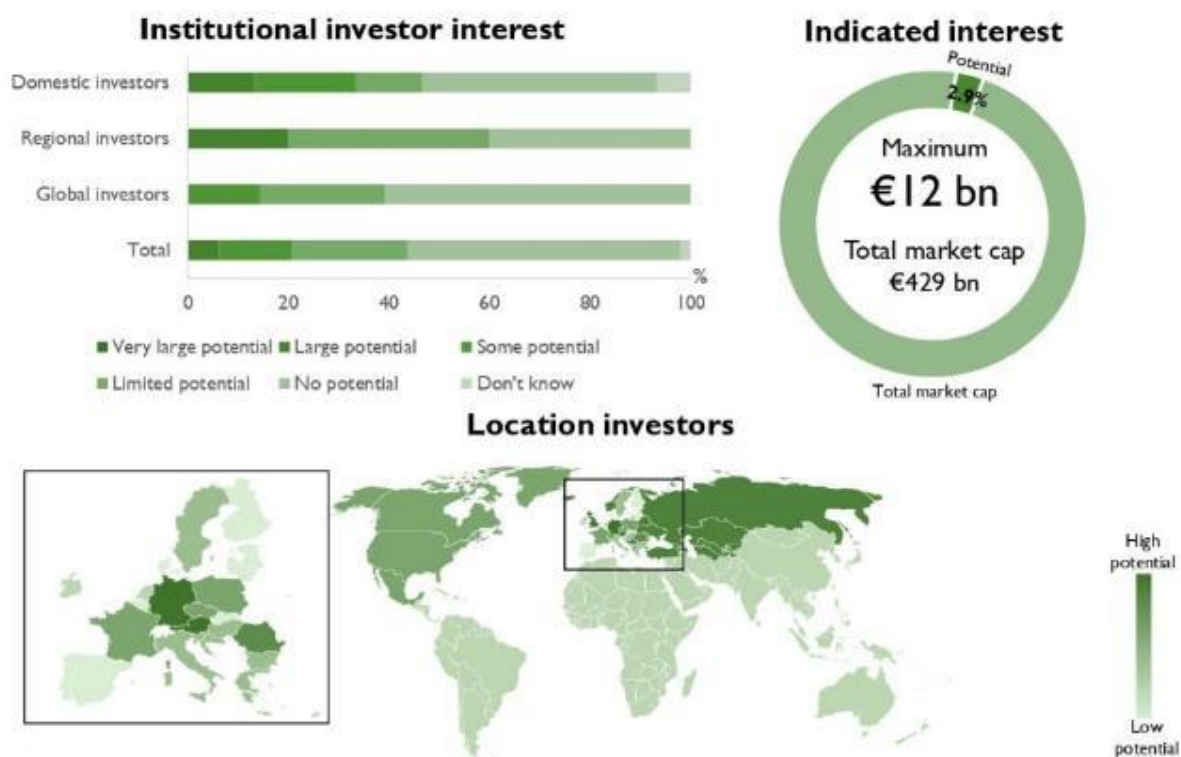 Institutional investor interest
Domestic investors
Regional investors
Global investors
Total
%
0 20 40 60 80 100
Very large potential Large potential Some potential
Limited potential No potential Don't know
Indicated interest
Potential
2.9%
Maximum
€12 bn
Total market cap
€429 bn
Total market cap
Location investors
High
potential
Low
potential